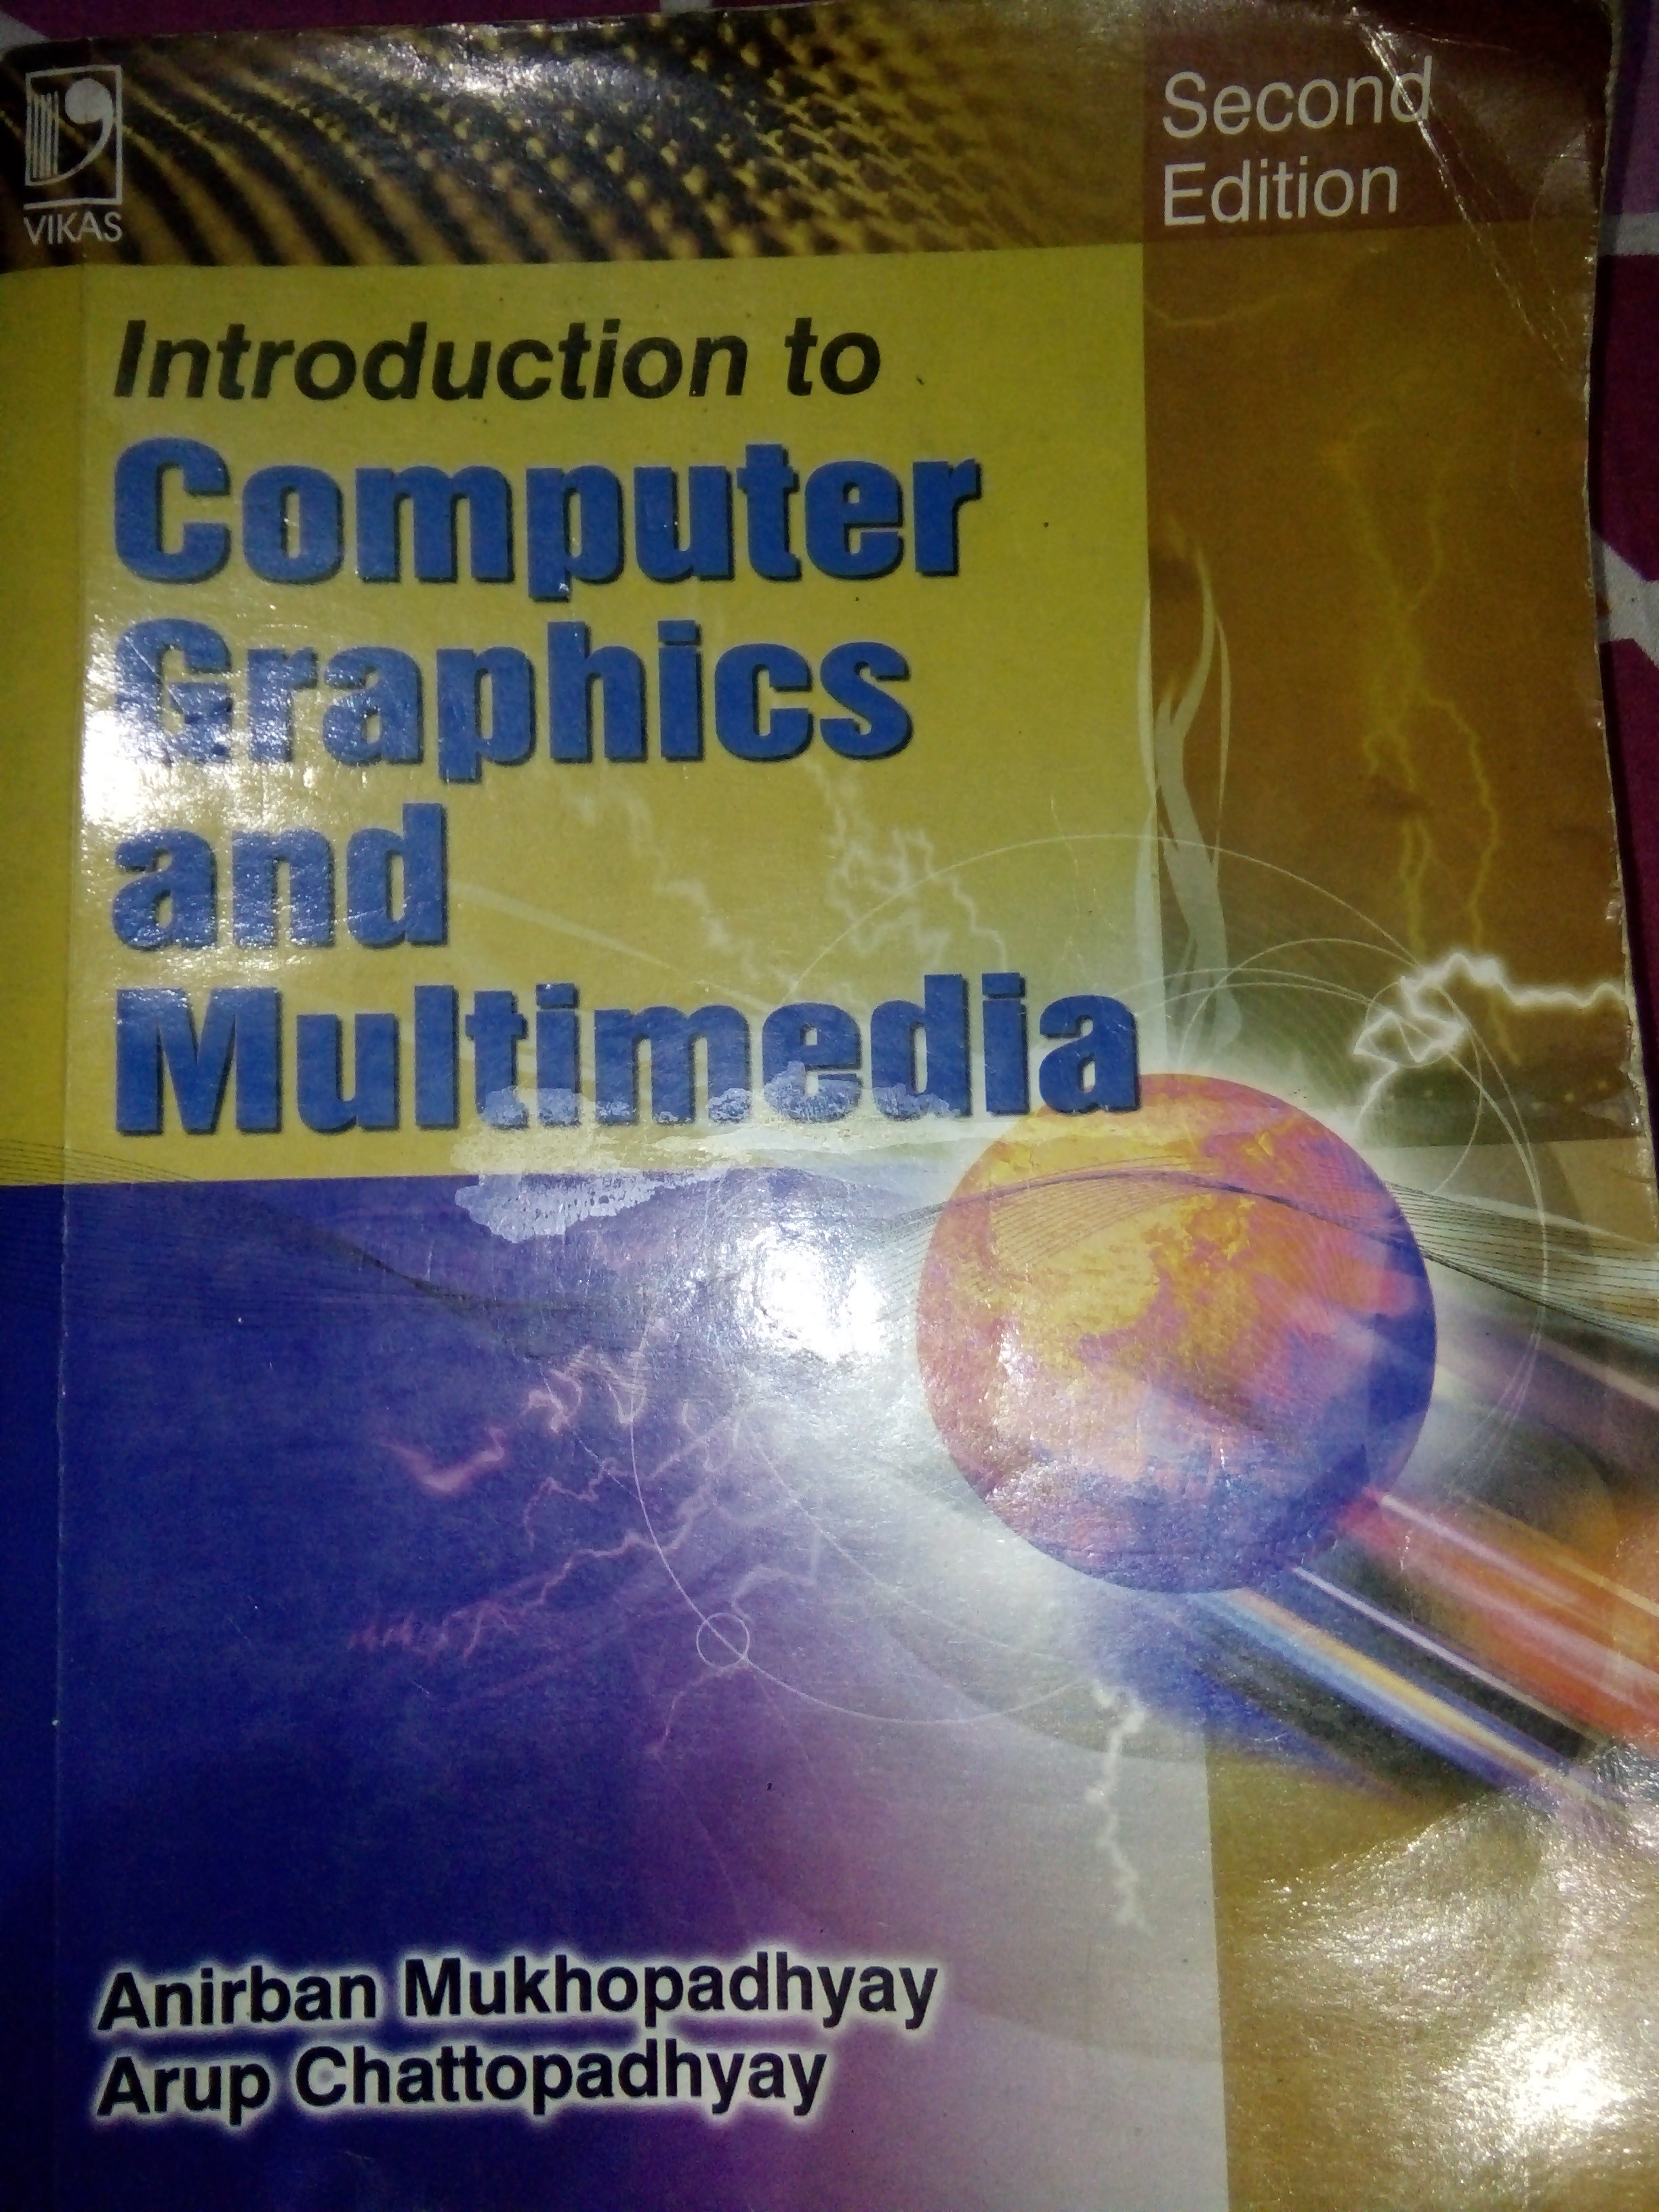 VIKAS
Second
Edition
Introduction to
Computer
Graphics
and
Multimedia
Anirban Mukhopadhyay
Arup Chattopadhyay